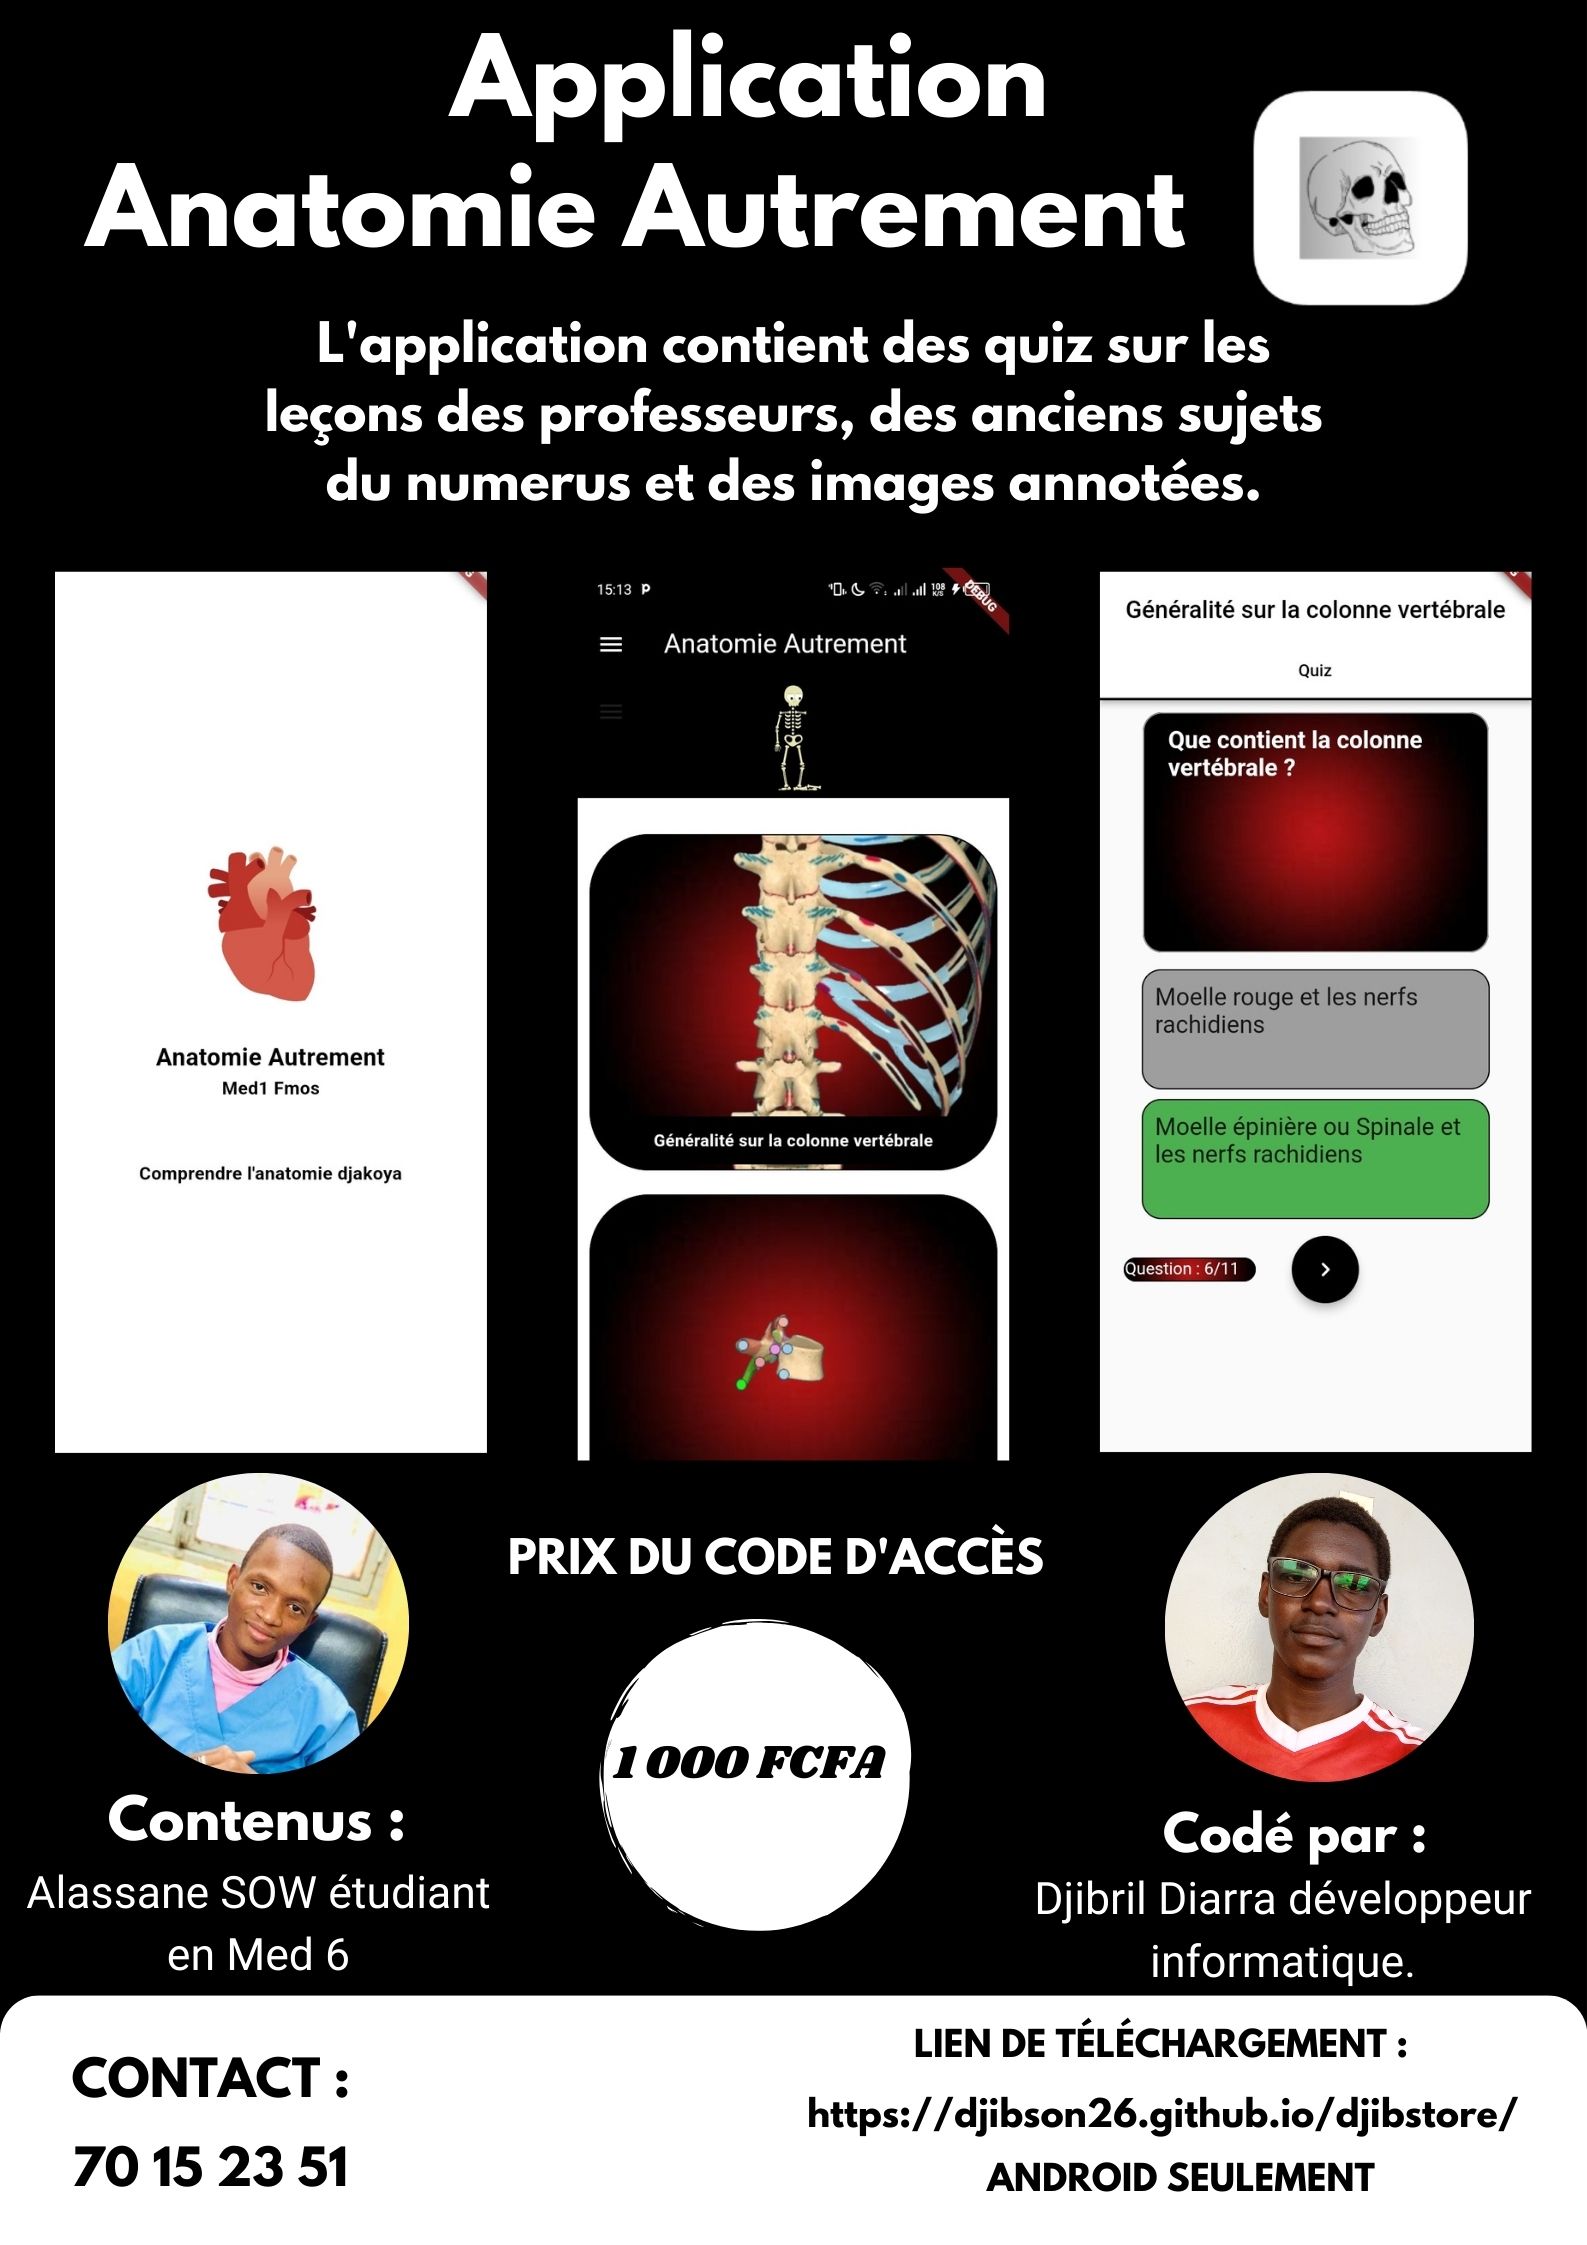 Application
Anatomie Autrement
L'application contient des quiz sur les
leçons des professeurs, des anciens sujets
du numerus et des images annotées.
Anatomie Autrement
Med1 Fmos
Comprendre l'anatomie djakoya
15:13
108
K/S
DEBUG
Anatomie Autrement
Généralité sur la colonne vertébrale
Généralité sur la colonne vertébrale
Quiz
Que contient la colonne
vertébrale ?
Moelle rouge et les nerfs
rachidiens
Moelle épinière ou Spinale et
les nerfs rachidiens
Question : 6/11
PRIX DU CODE D'ACCÈS
1 000 FCFA
Contenus :
Alassane SOW étudiant
en Med 6
Codé par :
Djibril Diarra développeur
informatique.
CONTACT :
70 15 23 51
LIEN DE TÉLÉCHARGEMENT :
https://djibson26.github.io/djibstore/
ANDROID SEULEMENT